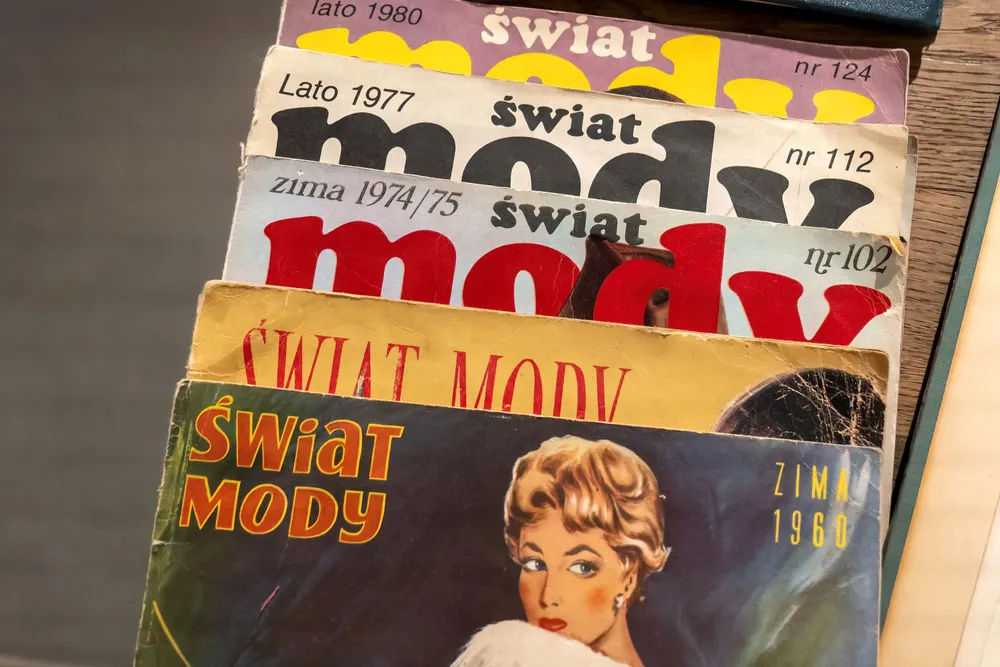 lato 1980
świat
mody
nr 124
Lato 1977
świat
mody
nr 112
zima 1974/75
świat
mody
nr 102
ŚWIAT MODY
ŚWiaT
MODy
ZIMA
1960